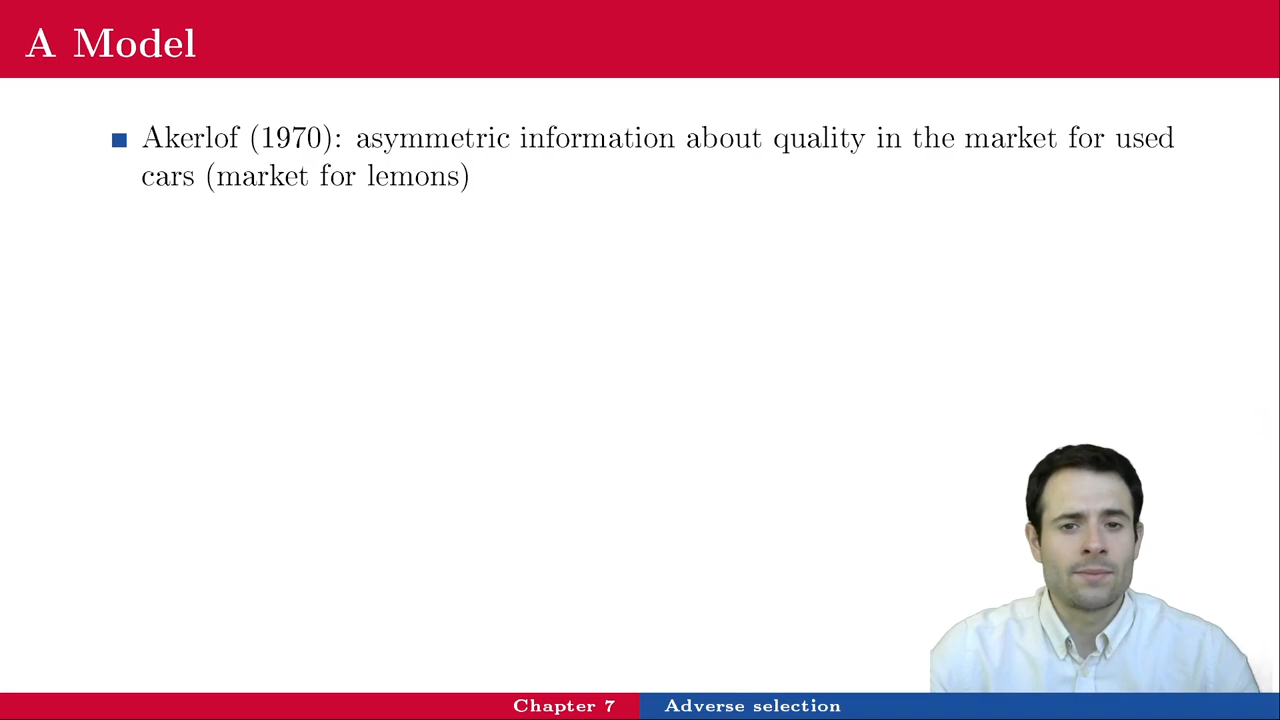 A Model
Akerlof (1970): asymmetric information about quality in the market for used
cars (market for lemons)
Chapter 7
Adverse selection